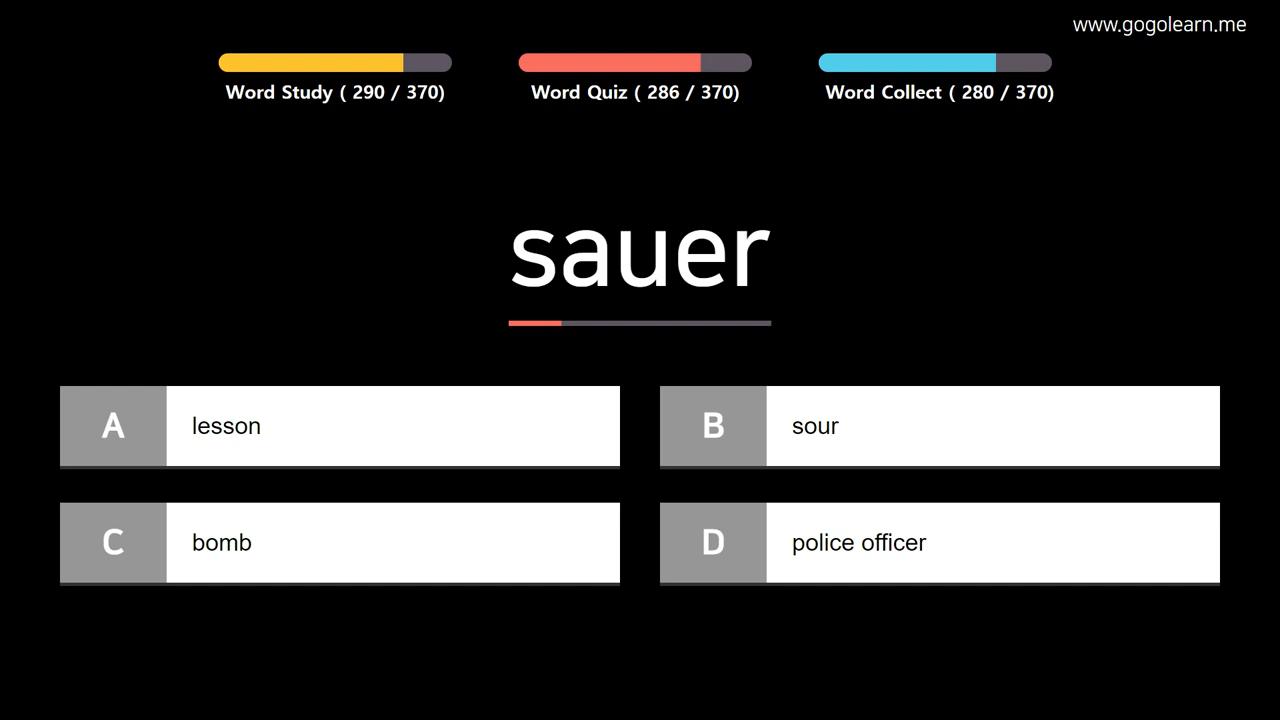 www.gogolearn.me
Word Study ( 290 / 370)
Word Quiz ( 286 / 370)
Word Collect ( 280 / 370)
sauer
A lesson
B sour
C bomb
D police officer